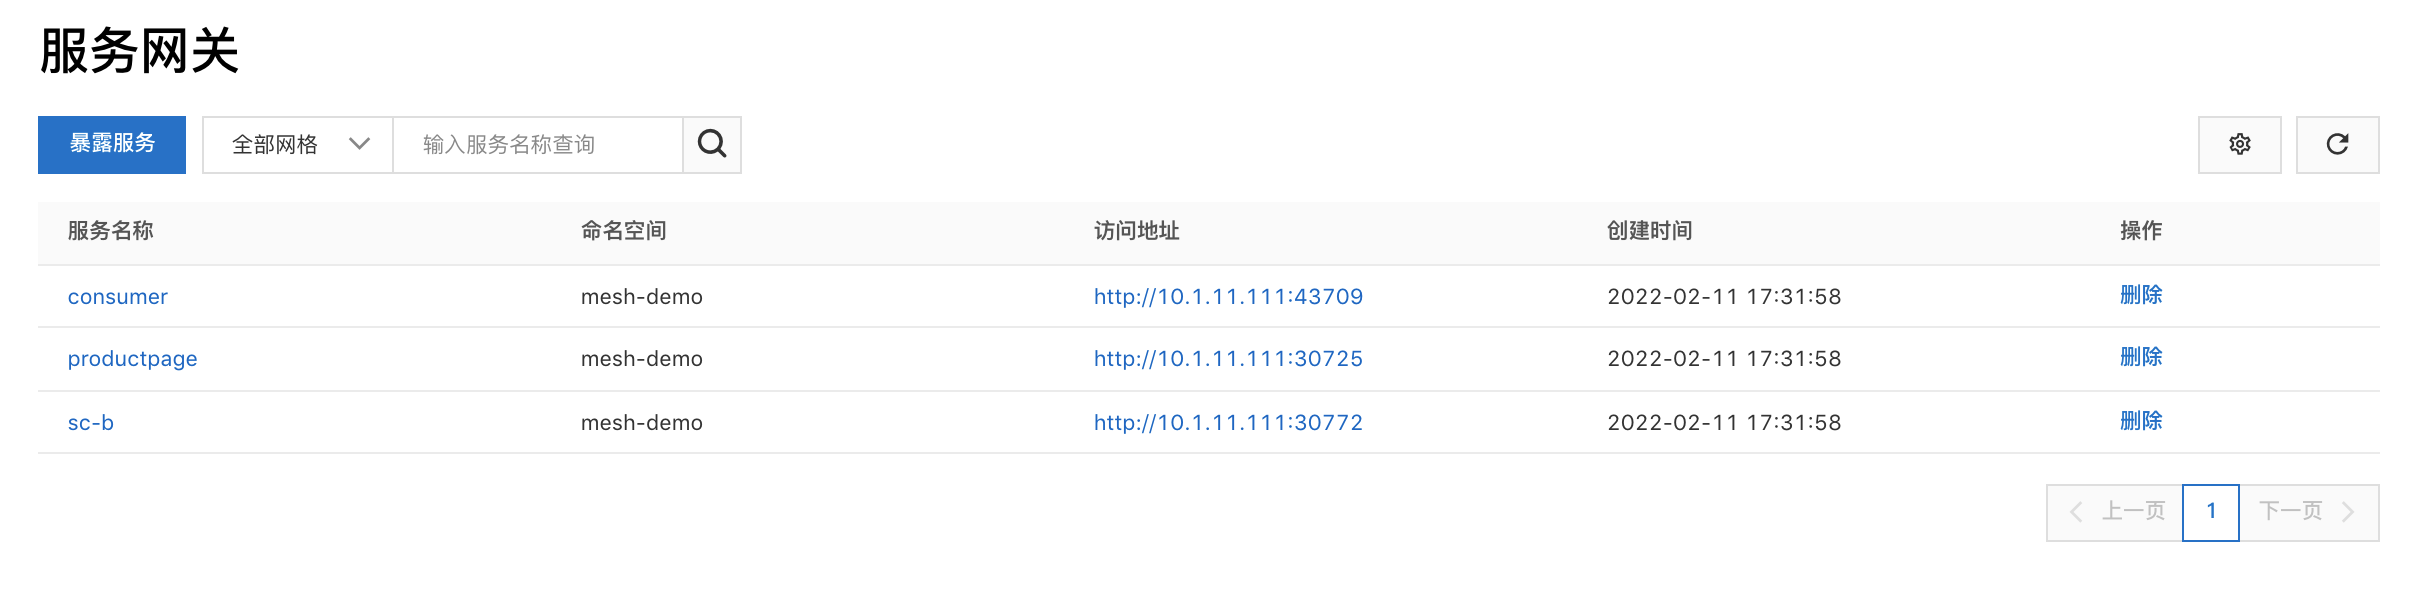 服务网关
暴露服务 全部网格 输入服务名称查询
服务名称 命名空间 访问地址 创建时间 操作
consumer mesh-demo http://10.1.11.111:43709 2022-02-11 17:31:58 删除
productpage mesh-demo http://10.1.11.111:30725 2022-02-11 17:31:58 删除
sc-b mesh-demo http://10.1.11.111:30772 2022-02-11 17:31:58 删除
上一页 1 下一页